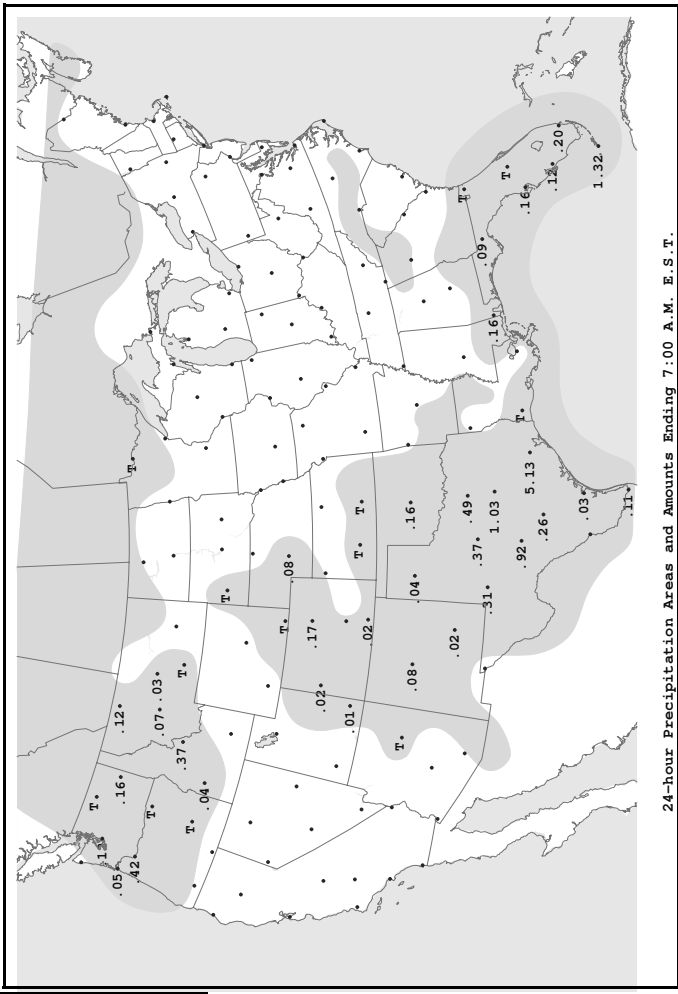 T
.05
.12
.16
T
.42
T
.03
.07
.37
T
T
.04
T
T
.08
.17
.02
.01
T
T
.02
T
.16
.08
.04
.02
T
.49
.37
.09
.31
.16
1.03
T
T
.92
.16
5.13
.26
.12
.20
.03
1.32
.11
24-hour Precipitation Areas and Amounts Ending 7:00 A.M. E.S.T.